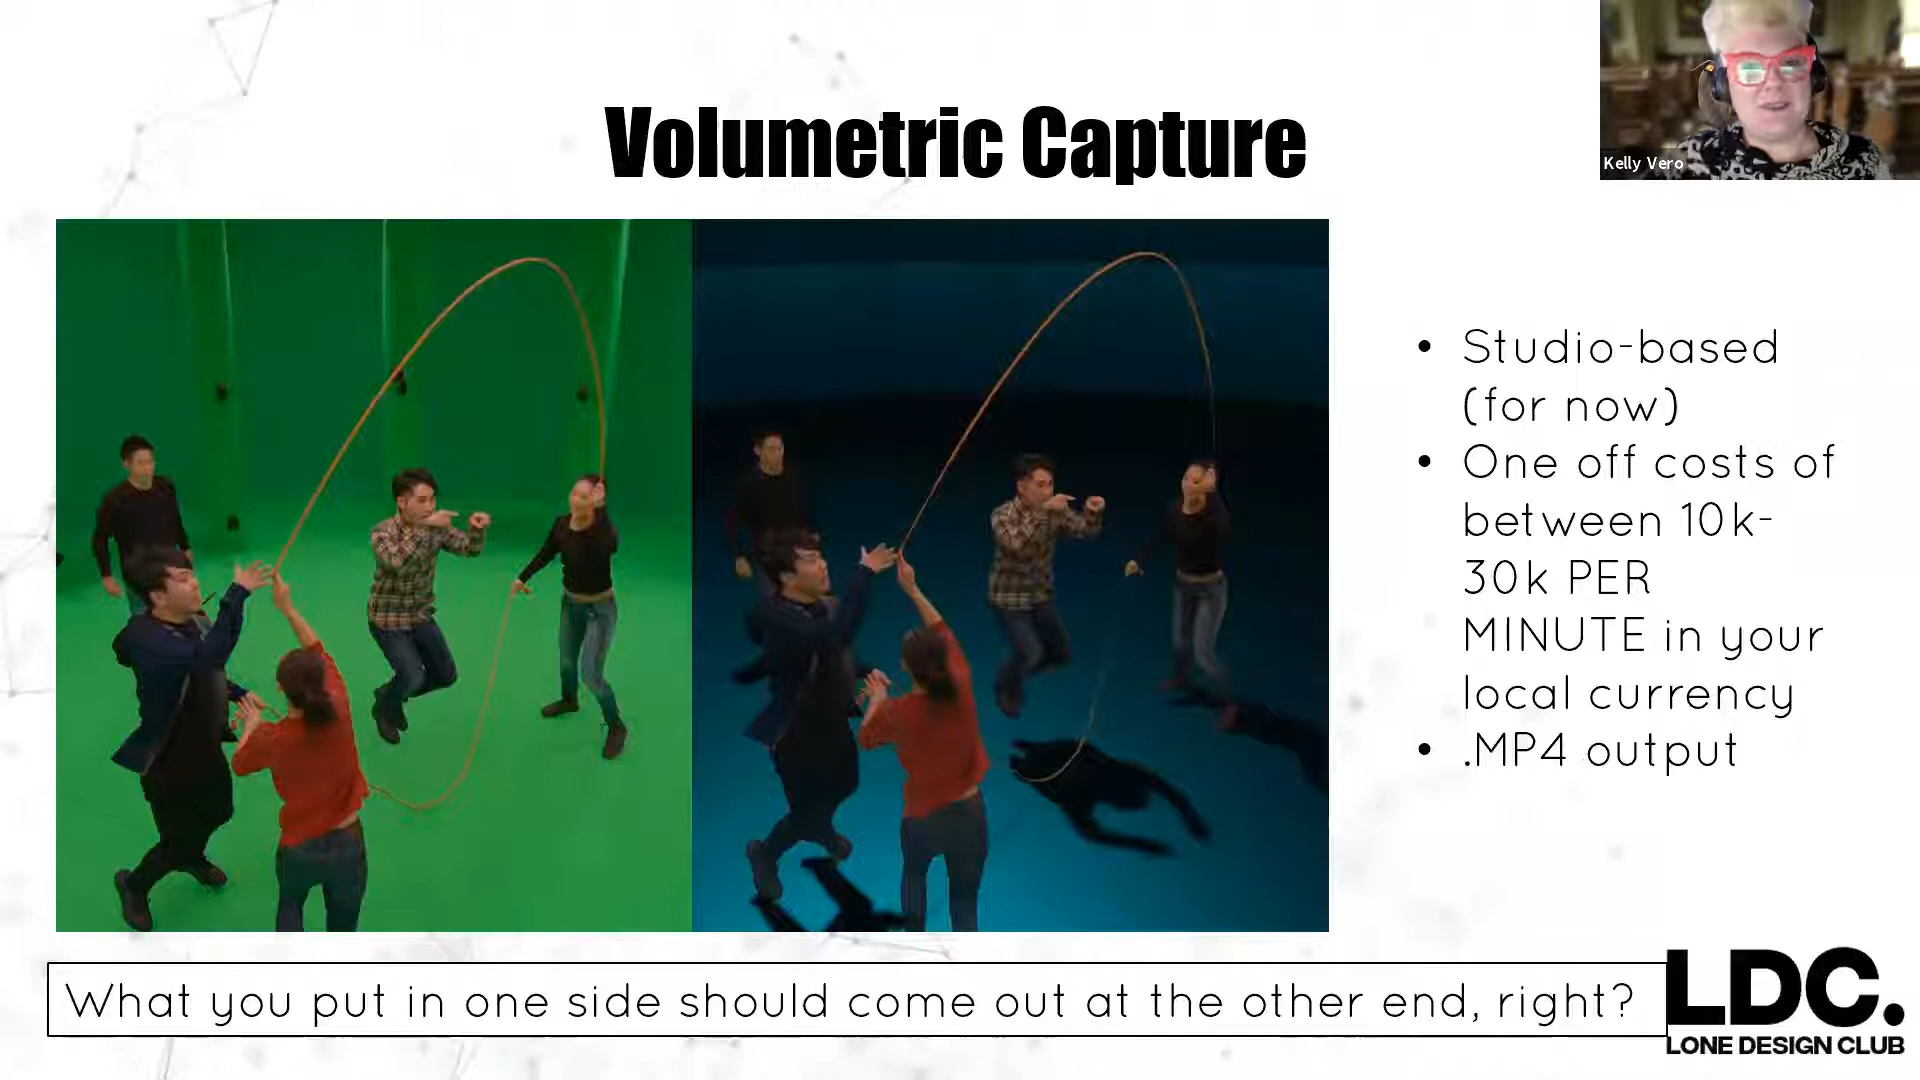 Volumetric Capture
Kelly Vero
• Studio-based
(for now)
• One off costs of
between 10k-
30k PER
MINUTE in your
local currency
• .MP4 output
What you put in one side should come out at the other end, right?
LDC.
LONE DESIGN CLUB